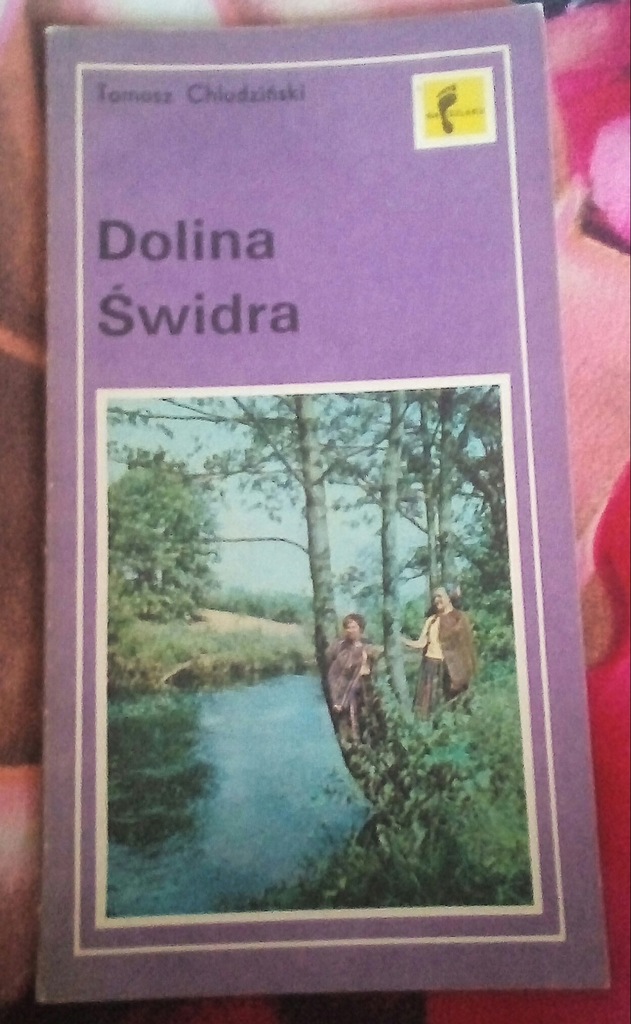 Tomasz Chludziński
Dolina
Świdra